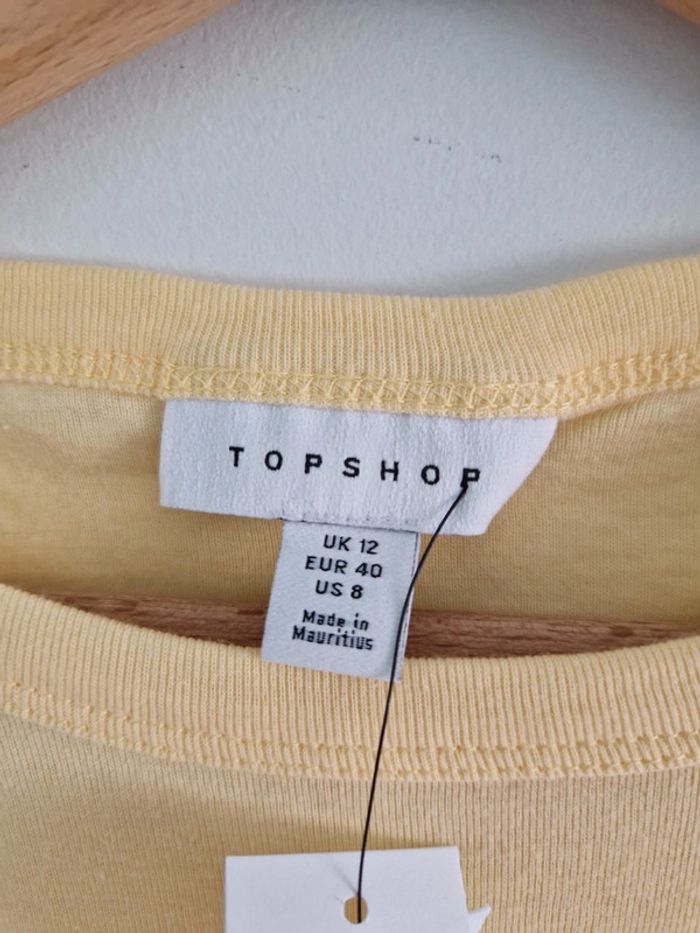 TOPSHOP
UK 12
EUR 40
US 8
Made in
Mauritius